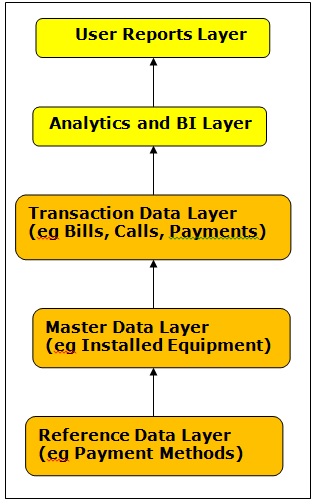 User Reports Layer
Analytics and BI Layer
Transaction Data Layer
(eg Bills, Calls, Payments)
Master Data Layer
(eg Installed Equipment)
Reference Data Layer
(eg Payment Methods)